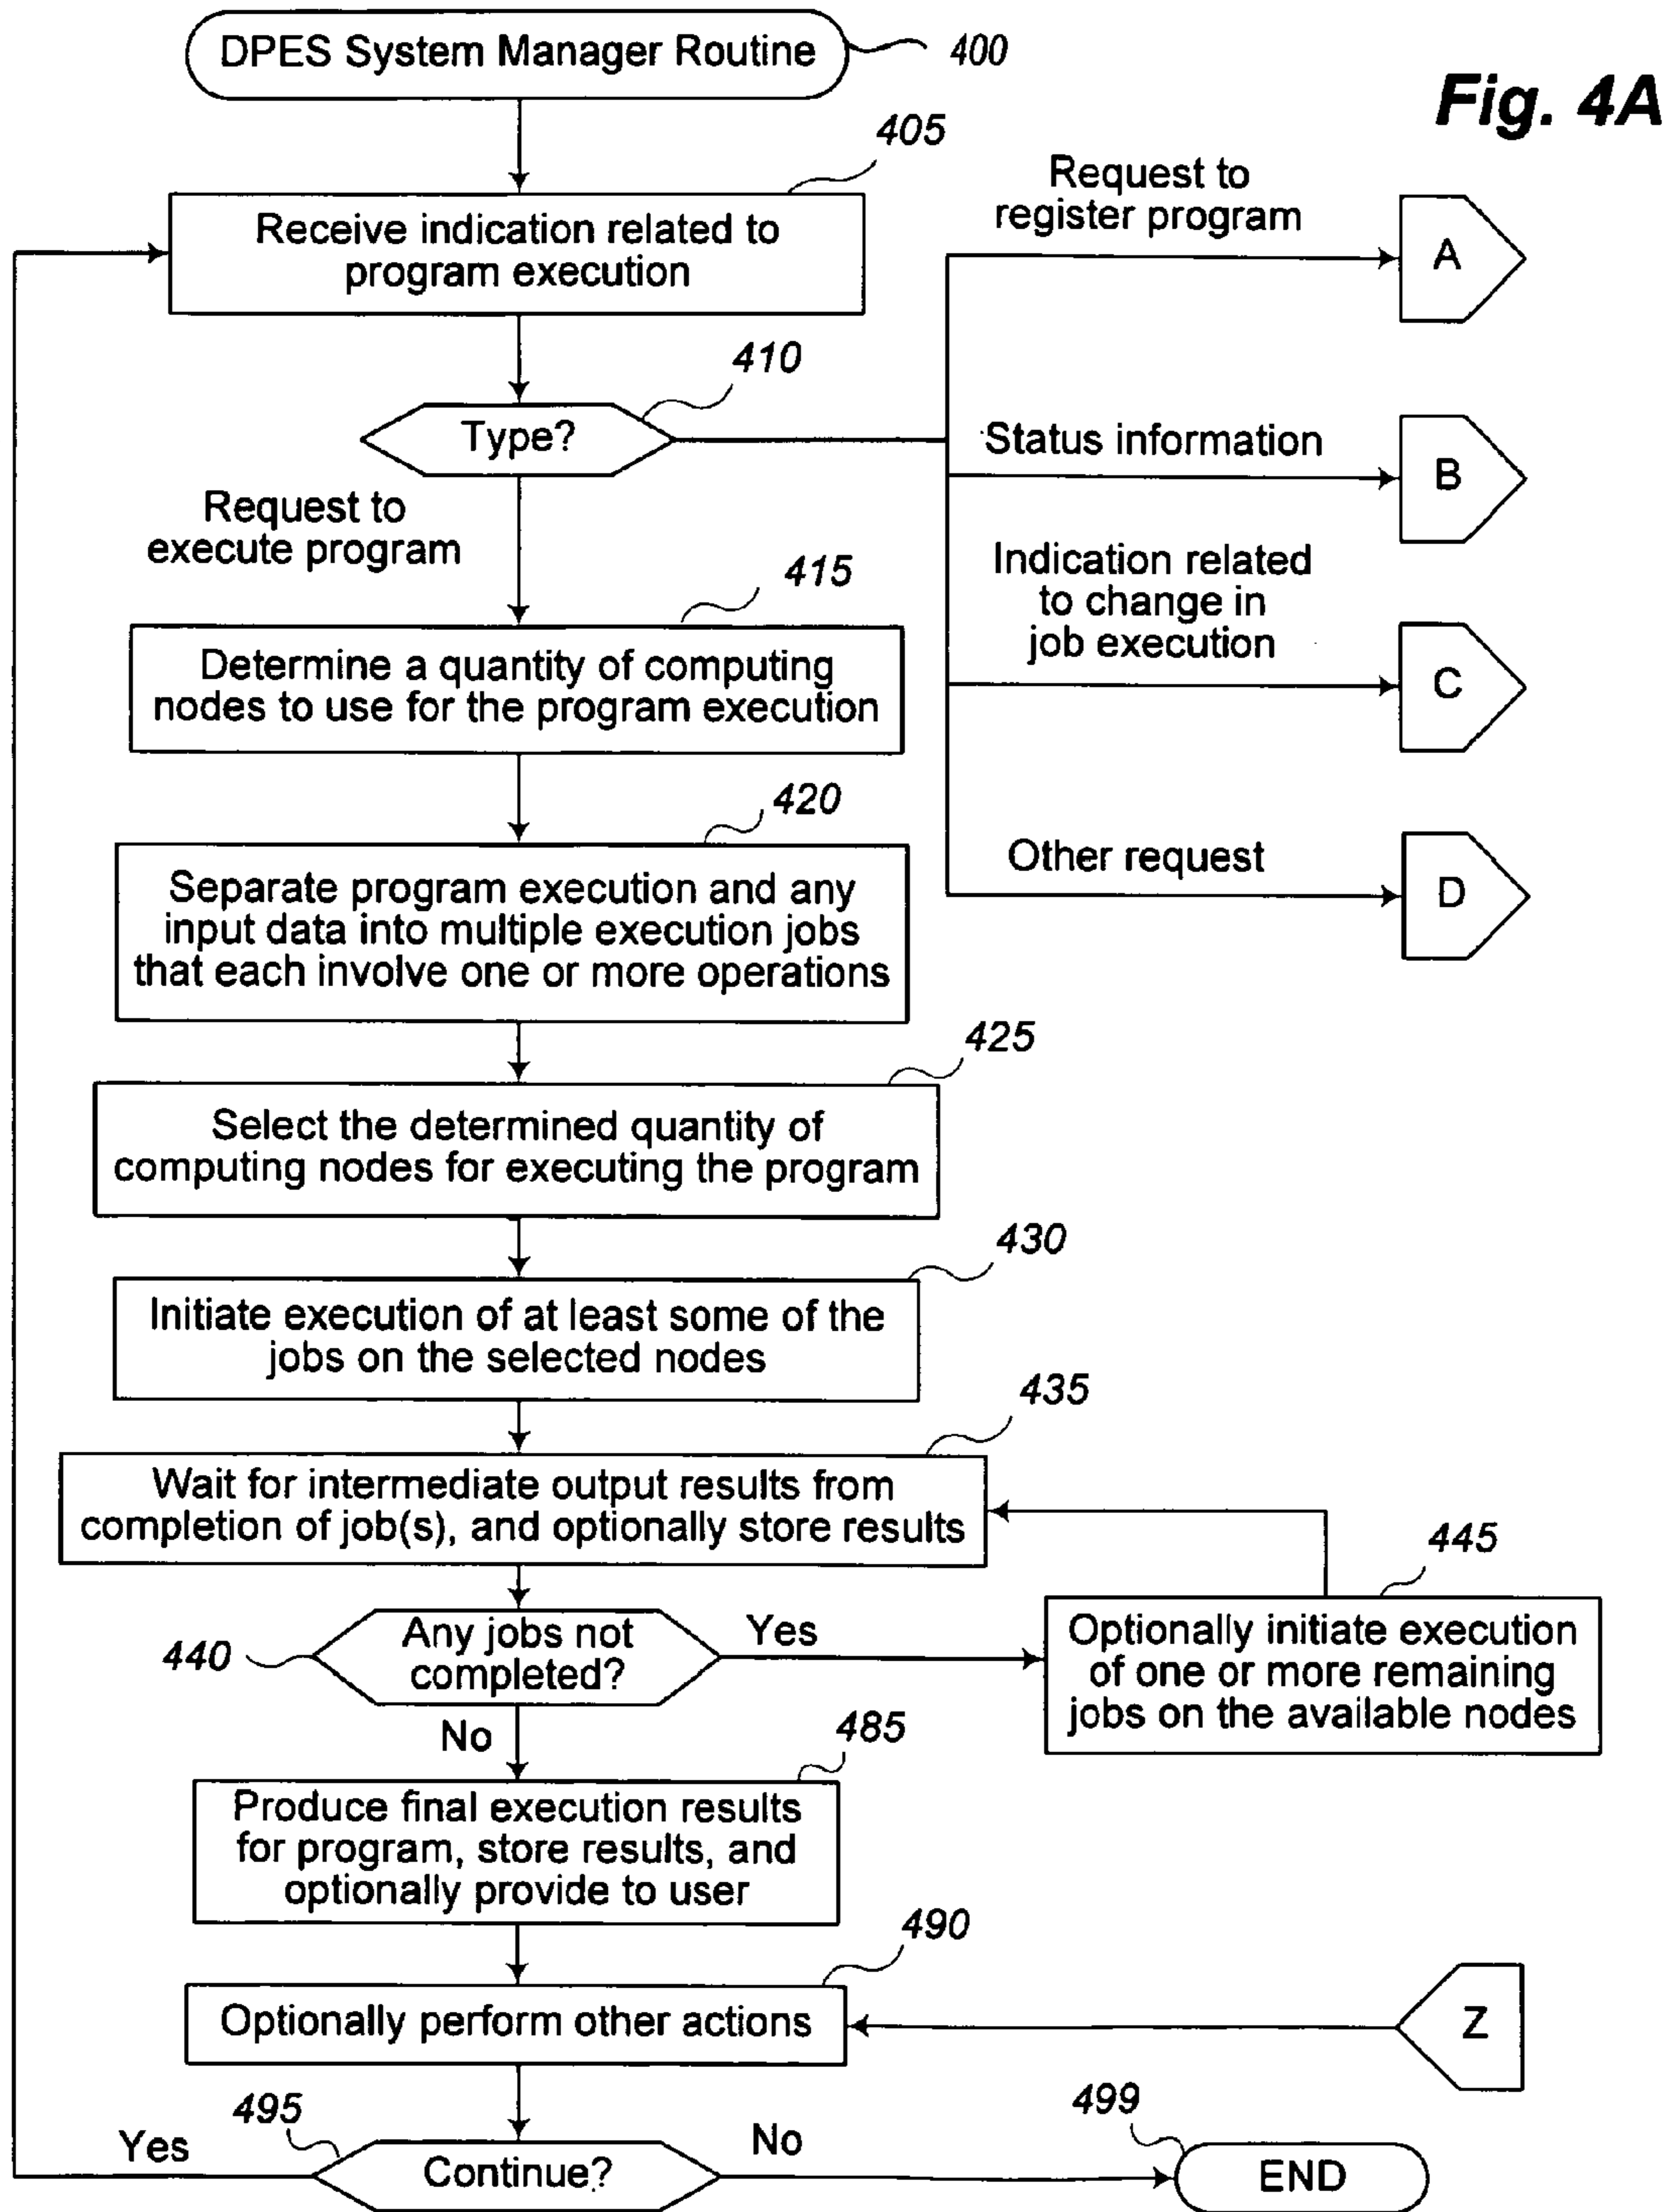 DPES System Manager Routine
400
Fig. 4A
405
Receive indication related to
program execution
Request to
register program
A
410
Type?
Status information
B
Request to
execute program
Indication related
to change in
job execution
C
415
Determine a quantity of computing
nodes to use for the program execution
420
Other request
D
Separate program execution and any
input data into multiple execution jobs
that each involve one or more operations
425
Select the determined quantity of
computing nodes for executing the program
430
Initiate execution of at least some of the
jobs on the selected nodes
435
Wait for intermediate output results from
completion of job(s), and optionally store results
445
440
Any jobs not
completed?
Yes
Optionally initiate execution
of one or more remaining
jobs on the available nodes
No
485
Produce final execution results
for program, store results, and
optionally provide to user
490
Optionally perform other actions
Z
495
Yes
Continue?
No
499
END